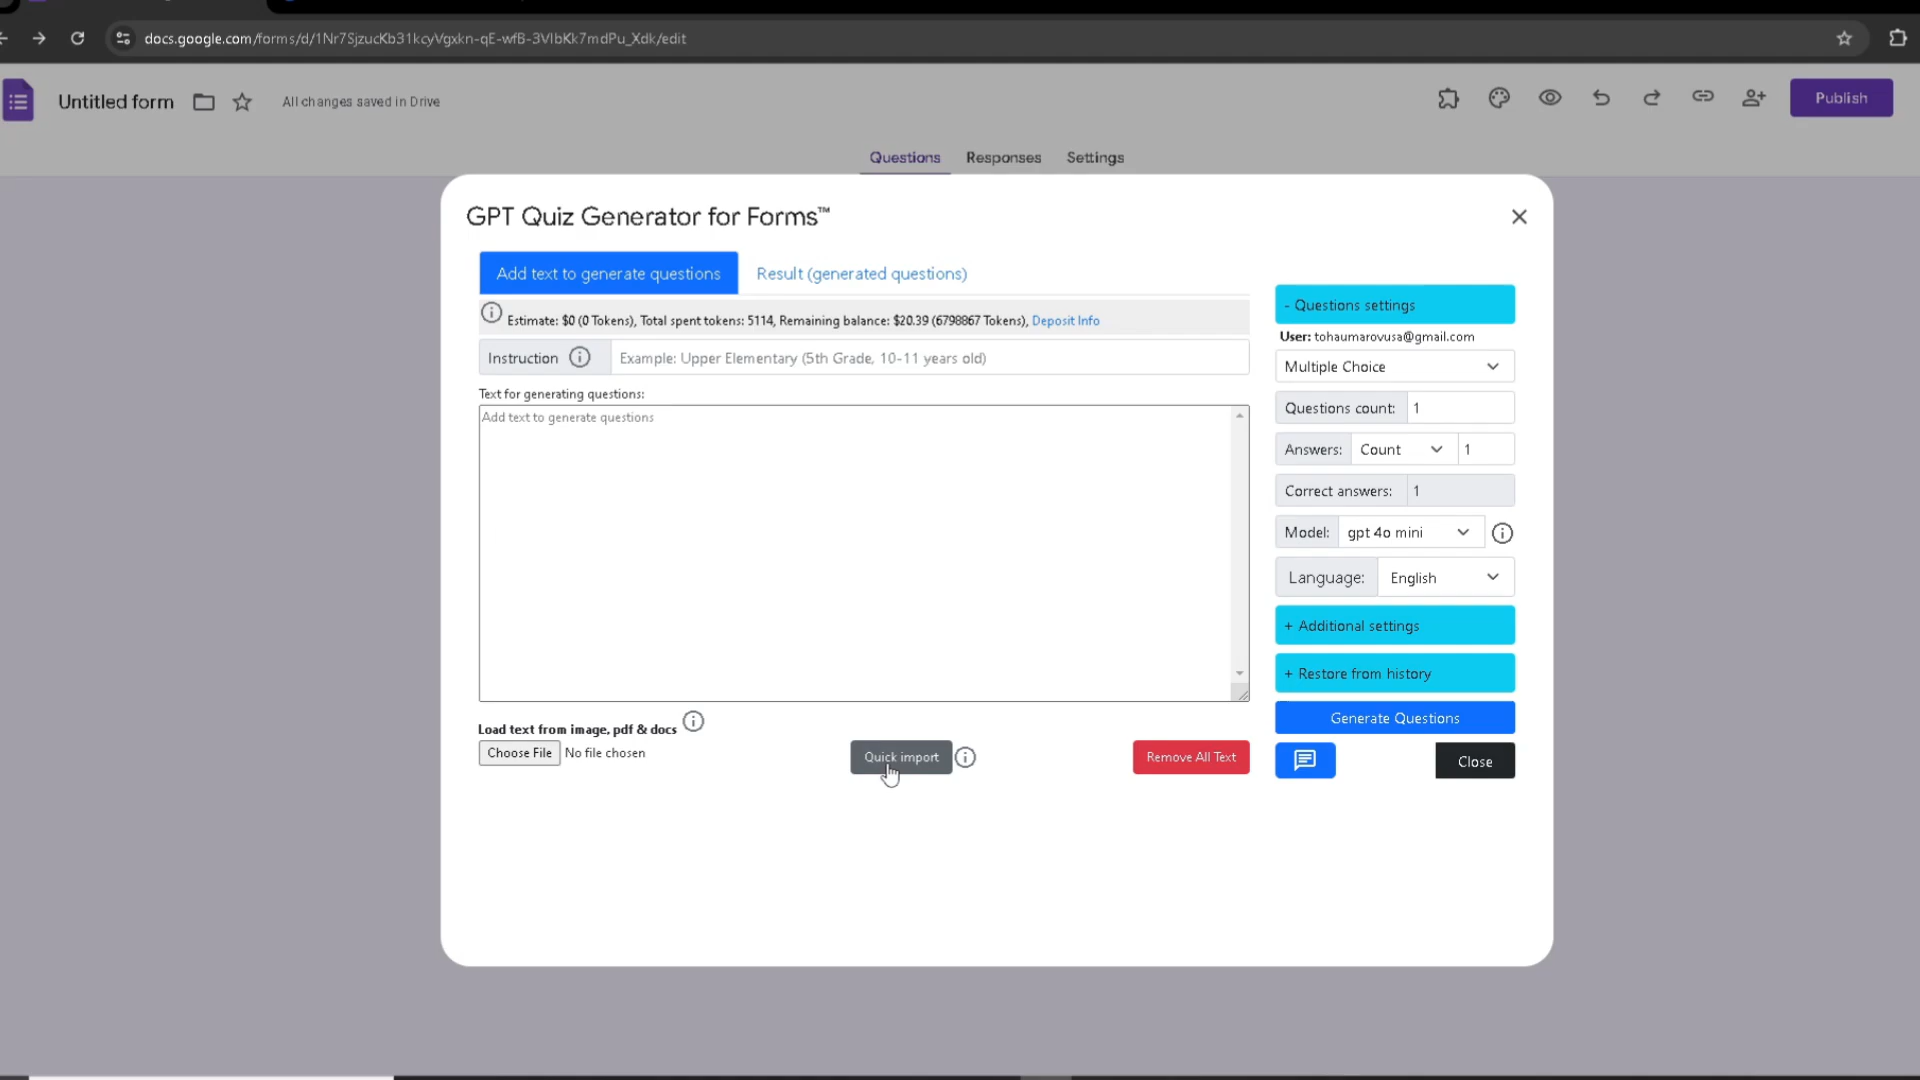 docs.google.com/forms/d/1Nr7SjzucKb31kcyVgxkn-qE-wfB-3VlbKk7mdPu_Xdk/edit
Untitled form
All changes saved in Drive
Publish
Questions
Responses
Settings
GPT Quiz Generator for Forms™
Add text to generate questions
Result (generated questions)
Estimate: $0 (0 Tokens), Total spent tokens: 5114, Remaining balance: $20.39 (6798867 Tokens), Deposit Info
Instruction
Example: Upper Elementary (5th Grade, 10-11 years old)
Text for generating questions:
Add text to generate questions
Load text from image, pdf & docs
Choose File No file chosen
Quick import
Remove All Text
- Questions settings
User: tohaumarovusa@gmail.com
Multiple Choice
Questions count: 1
Answers: Count 1
Correct answers: 1
Model: gpt 4o mini
Language: English
+ Additional settings
+ Restore from history
Generate Questions
Close